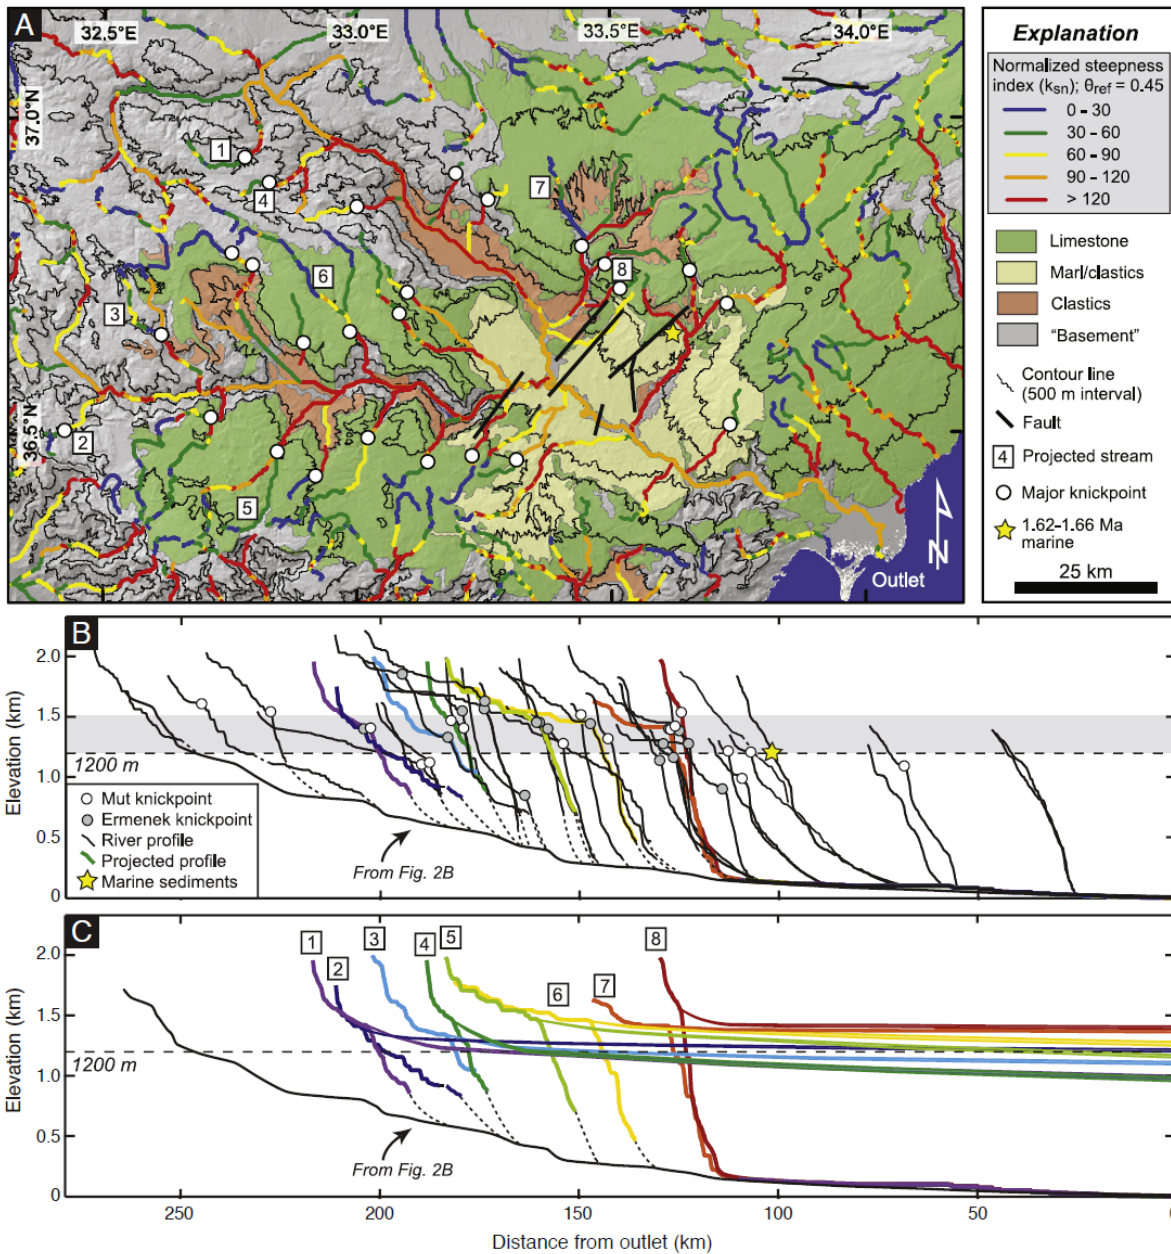 A
32.5°E
33.0°E
33.5°E
34.0°E
37.0°N
36.5°N
1
4
7
6
8
3
2
5
Outlet
N
Explanation
Normalized steepness
index (ksn); θref = 0.45
0 - 30
30 - 60
60 - 90
90 - 120
> 120
Limestone
Marl/clastics
Clastics
“Basement”
Contour line
(500 m interval)
Fault
4 Projected stream
Major knickpoint
1.62–1.66 Ma
marine
25 km
B
2.0
1.5
1.0
0.5
0
Elevation (km)
1200 m
Mut knickpoint
Ermenek knickpoint
River profile
Projected profile
Marine sediments
From Fig. 2B
C
1
2
3
4
5
6
7
8
2.0
1.5
1.0
0.5
0
Elevation (km)
1200 m
From Fig. 2B
250
200
150
100
50
Distance from outlet (km)